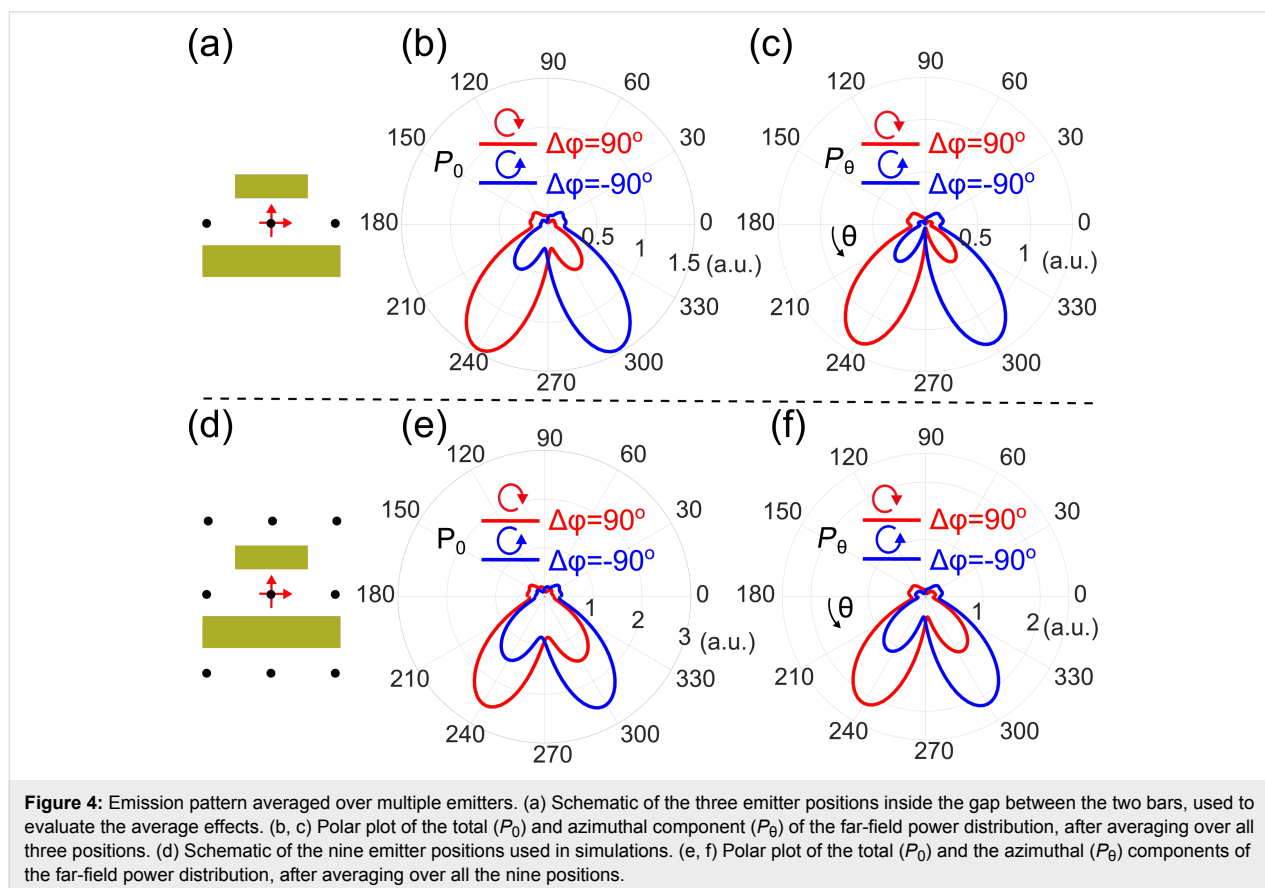 (a)
(b)
90
120
60
150
30
P0
Δφ=90°
Δφ=-90°
180
0
0.5
1
1.5 (a.u.)
210
330
240
300
270
(c)
90
120
60
150
30
Pθ
Δφ=90°
Δφ=-90°
180
0
θ
0.5
1 (a.u.)
210
330
240
300
270
(d)
(e)
90
120
60
150
30
P0
Δφ=90°
Δφ=-90°
180
0
1
2
3 (a.u.)
210
330
240
300
270
(f)
90
120
60
150
30
Pθ
Δφ=90°
Δφ=-90°
180
0
θ
1
2 (a.u.)
210
330
240
300
270
Figure 4: Emission pattern averaged over multiple emitters. (a) Schematic of the three emitter positions inside the gap between the two bars, used to
evaluate the average effects. (b, c) Polar plot of the total (P0) and azimuthal component (Pθ) of the far-field power distribution, after averaging over all
three positions. (d) Schematic of the nine emitter positions used in simulations. (e, f) Polar plot of the total (P0) and the azimuthal (Pθ) components of
the far-field power distribution, after averaging over all the nine positions.